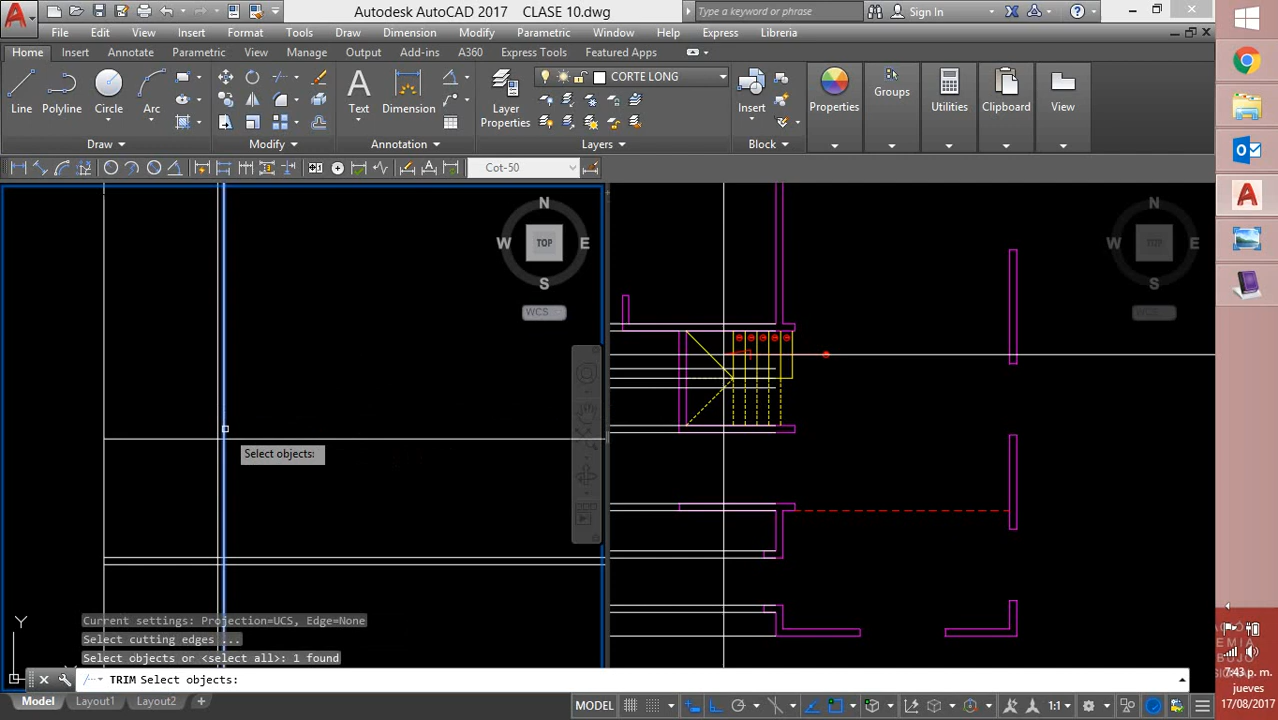 Autodesk AutoCAD 2017 CLASE 10.dwg
Type a keyword or phrase
Sign In
File Edit View Insert Format Tools Draw Dimension Modify Parametric Window Help Express Libreria
Home Insert Annotate Parametric View Manage Output Add-ins A360 Express Tools Featured Apps
CORTE LONG
Line Polyline Circle Arc
Text Dimension
Layer Properties
Insert
Properties Groups Utilities Clipboard View
Draw Modify Annotation Layers Block
Cot-50
N
W TOP E
S
WCS
N
W TOP E
S
WCS
Select objects:
Y
Y
Current settings: Projection=UCS, Edge=None
Select cutting edges ...
Select objects or <select all>: 1 found
TRIM Select objects:
Model Layout1 Layout2 +
MODEL
1:1
7:43 p. m.
jueves
17/08/2017